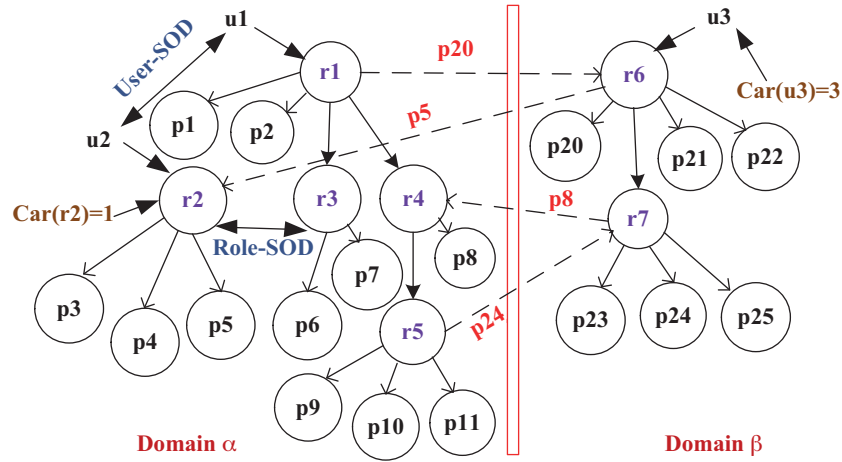 u1
u3
User-SOD
r1
p20
r6
Car(u3)=3
p1
p2
p5
u2
p20
p21
p22
r2
r3
r4
p8
r7
Car(r2)=1
Role-SOD
p7
p8
p3
p4
p5
p6
r5
p24
p23
p24
p25
p9
p10
p11
Domain α
Domain β